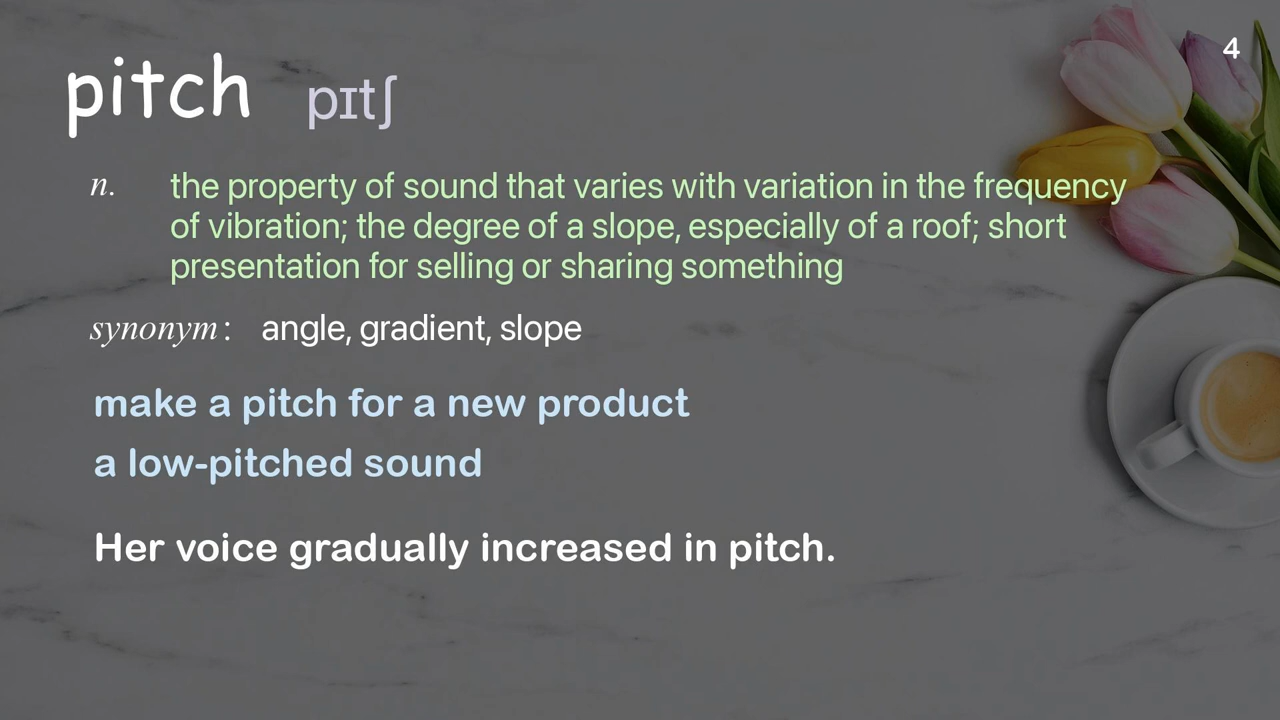 4
pitch pɪtʃ
n. the property of sound that varies with variation in the frequency
of vibration; the degree of a slope, especially of a roof; short
presentation for selling or sharing something
synonym: angle, gradient, slope
make a pitch for a new product
a low-pitched sound
Her voice gradually increased in pitch.